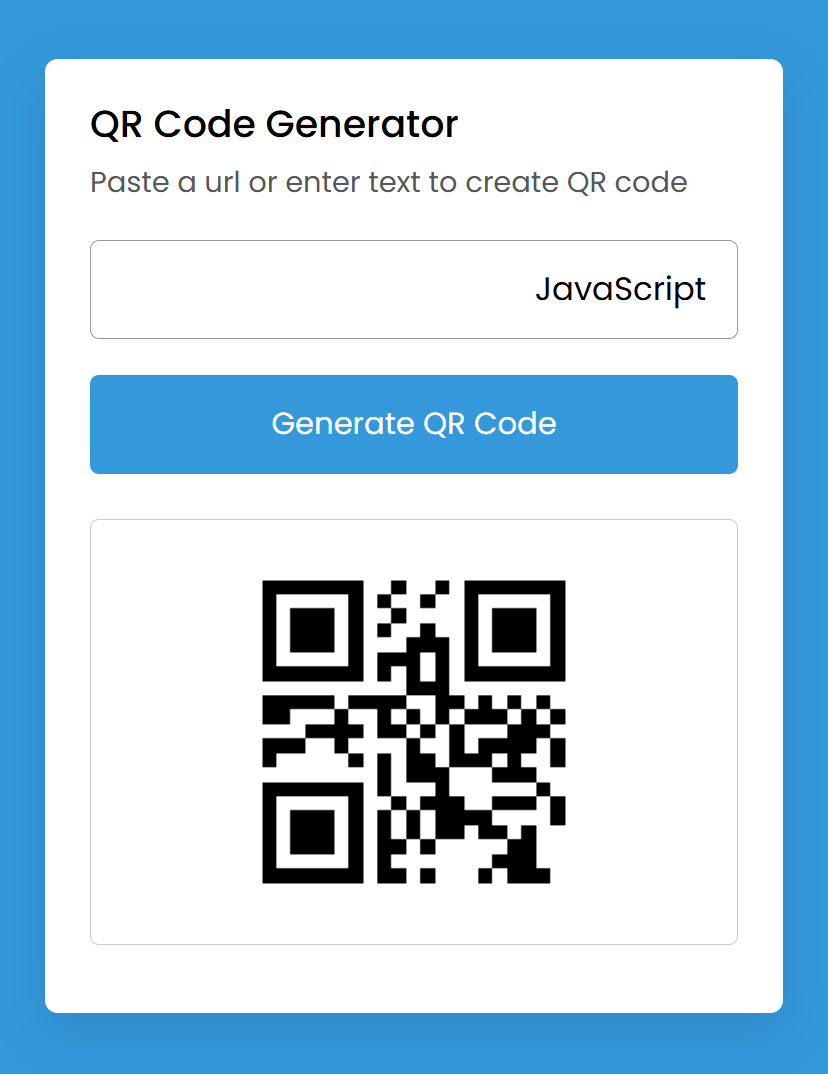 QR Code Generator
Paste a url or enter text to create QR code
JavaScript
Generate QR Code